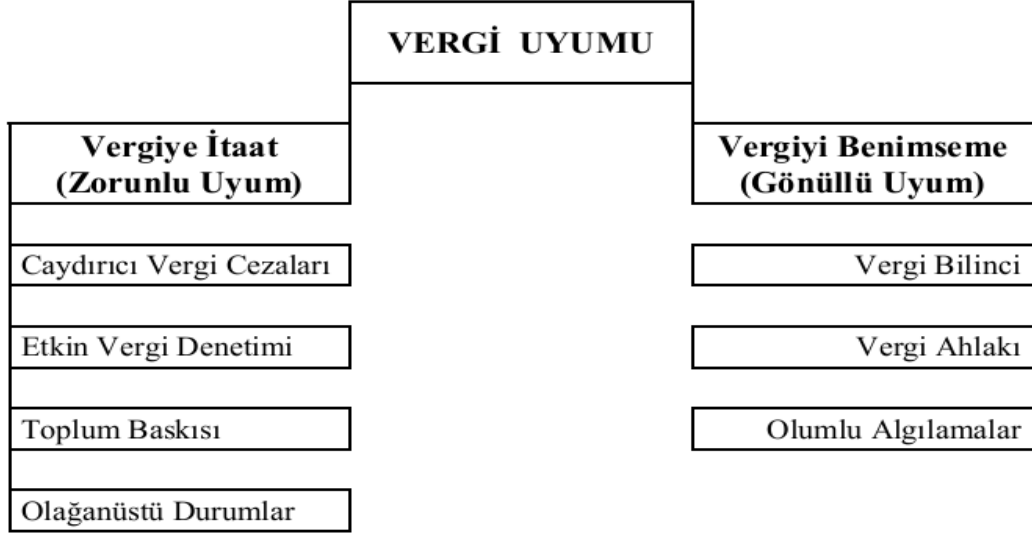 VERGİ UYUMU
Vergiye İtaat
(Zorunlu Uyum)
Caydırıcı Vergi Cezaları
Etkin Vergi Denetimi
Toplum Baskısı
Olağanüstü Durumlar
Vergiyi Benimseme
(Gönüllü Uyum)
Vergi Bilinci
Vergi Ahlakı
Olumlu Algılamalar